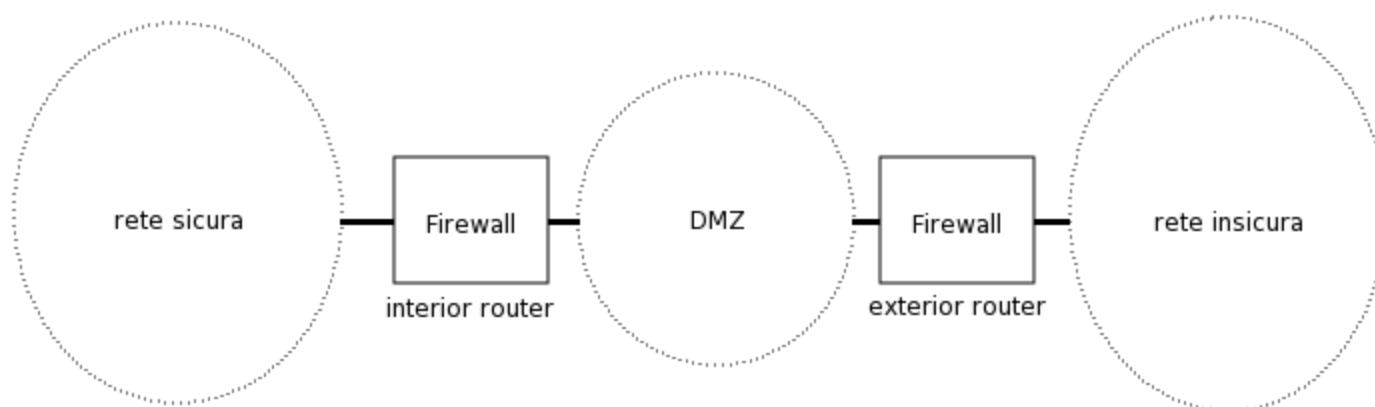 rete sicura
Firewall
interior router
DMZ
Firewall
exterior router
rete insicura